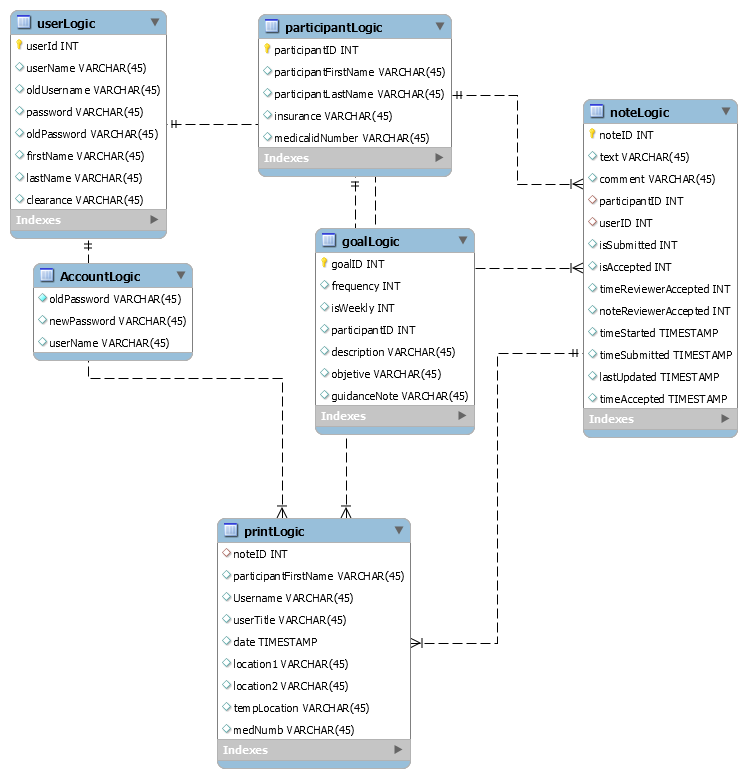 userLogic
userId INT
userName VARCHAR(45)
oldUsername VARCHAR(45)
password VARCHAR(45)
oldPassword VARCHAR(45)
firstName VARCHAR(45)
lastName VARCHAR(45)
clearance VARCHAR(45)
Indexes
participantLogic
participantID INT
participantFirstName VARCHAR(45)
participantLastName VARCHAR(45)
insurance VARCHAR(45)
medicalidNumber VARCHAR(45)
Indexes
noteLogic
noteID INT
text VARCHAR(45)
comment VARCHAR(45)
participantID INT
userID INT
isSubmitted INT
isAccepted INT
timeReviewerAccepted INT
noteReviewerAccepted INT
timeStarted TIMESTAMP
timeSubmitted TIMESTAMP
lastUpdated TIMESTAMP
timeAccepted TIMESTAMP
Indexes
AccountLogic
oldPassword VARCHAR(45)
newPassword VARCHAR(45)
userName VARCHAR(45)
goalLogic
goalID INT
frequency INT
isWeekly INT
participantID INT
description VARCHAR(45)
objetive VARCHAR(45)
guidanceNote VARCHAR(45)
Indexes
printLogic
noteID INT
participantFirstName VARCHAR(45)
Username VARCHAR(45)
userTitle VARCHAR(45)
date TIMESTAMP
location1 VARCHAR(45)
location2 VARCHAR(45)
tempLocation VARCHAR(45)
medNumb VARCHAR(45)
Indexes